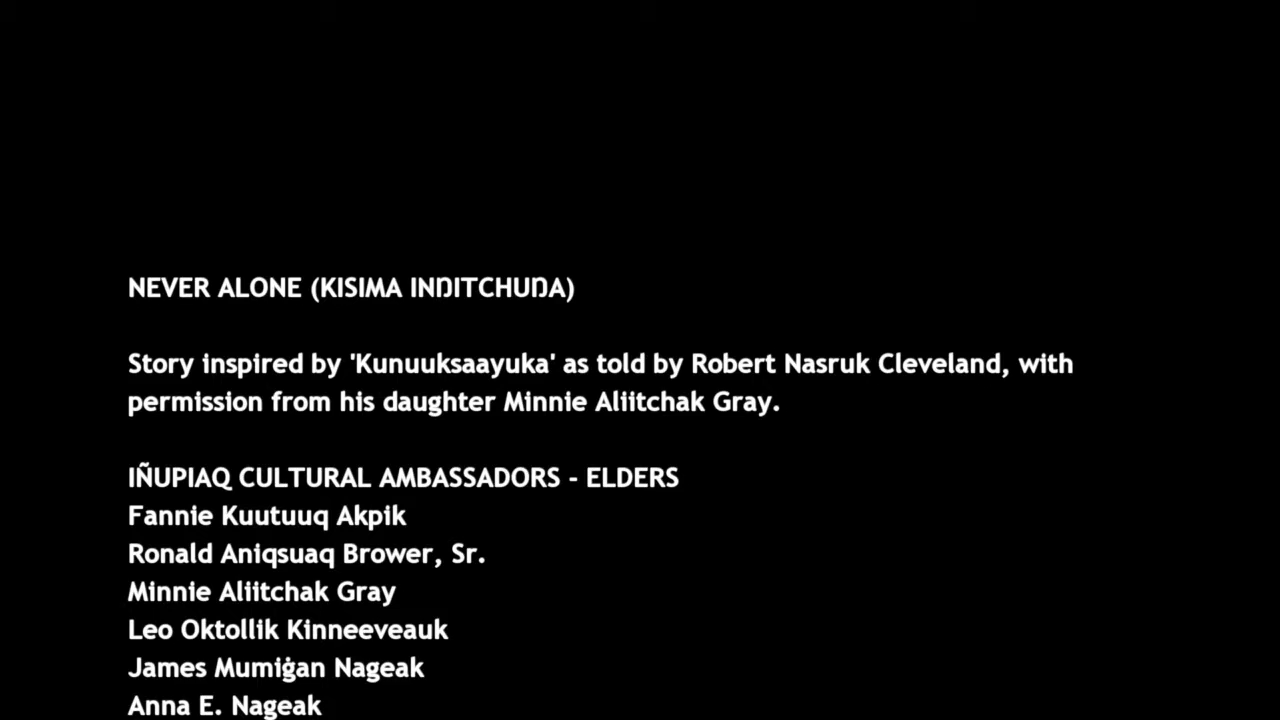 NEVER ALONE (KISIMA INŊITCHUŊA)
Story inspired by 'Kunuuksaayuka' as told by Robert Nasruk Cleveland, with
permission from his daughter Minnie Aliitchak Gray.
IÑUPIAQ CULTURAL AMBASSADORS - ELDERS
Fannie Kuutuuq Akpik
Ronald Aniqsuaq Brower, Sr.
Minnie Aliitchak Gray
Leo Oktollik Kinneeveauk
James Mumiġan Nageak
Anna E. Nageak